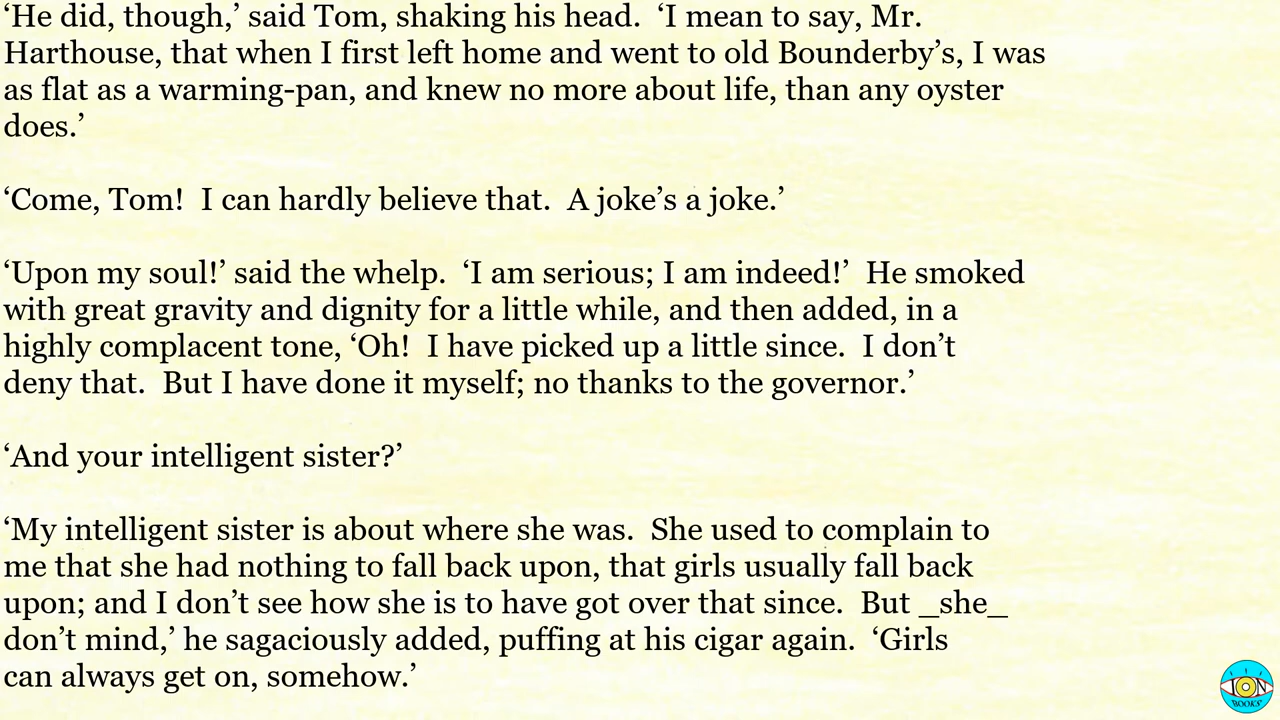 ‘He did, though,’ said Tom, shaking his head.  ‘I mean to say, Mr.
Harthouse, that when I first left home and went to old Bounderby’s, I was
as flat as a warming-pan, and knew no more about life, than any oyster
does.’
‘Come, Tom!  I can hardly believe that.  A joke’s a joke.’
‘Upon my soul!’ said the whelp.  ‘I am serious; I am indeed!’  He smoked
with great gravity and dignity for a little while, and then added, in a
highly complacent tone, ‘Oh!  I have picked up a little since.  I don’t
deny that.  But I have done it myself; no thanks to the governor.’
‘And your intelligent sister?’
‘My intelligent sister is about where she was.  She used to complain to
me that she had nothing to fall back upon, that girls usually fall back
upon; and I don’t see how she is to have got over that since.  But _she_
don’t mind,’ he sagaciously added, puffing at his cigar again.  ‘Girls
can always get on, somehow.’
ION
BOOKS